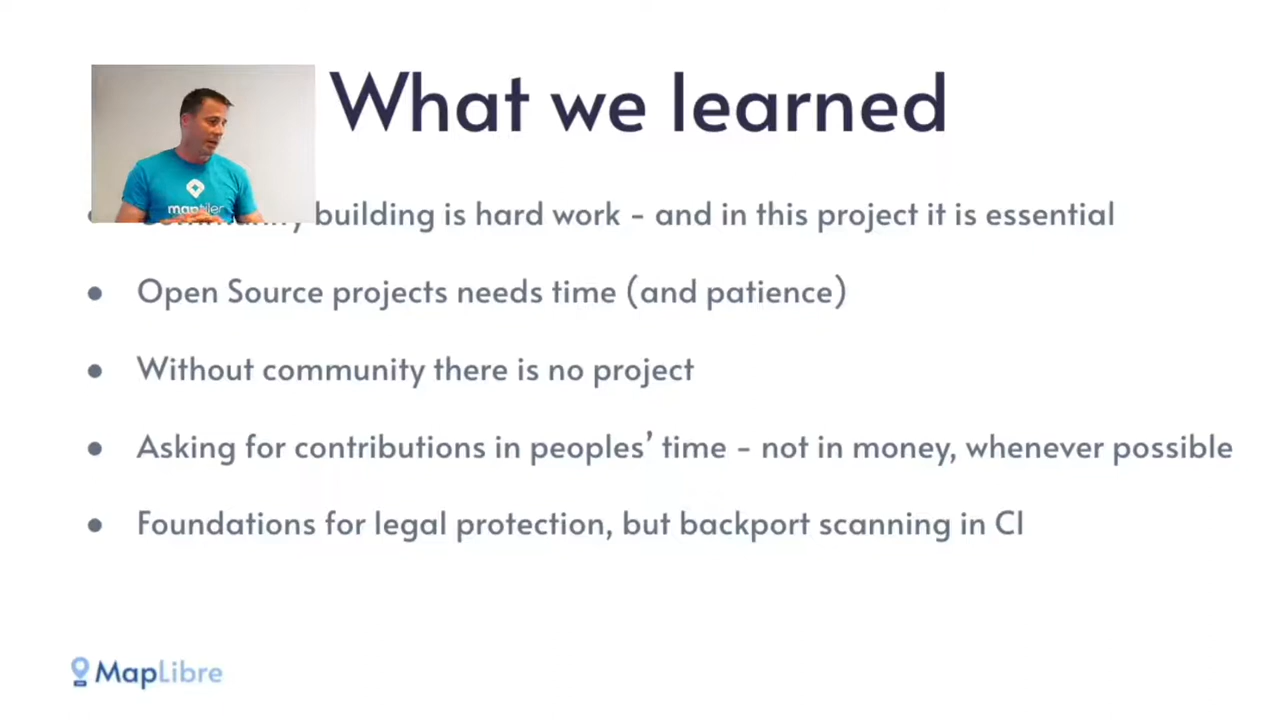 What we learned
Community building is hard work - and in this project it is essential
● Open Source projects needs time (and patience)
● Without community there is no project
● Asking for contributions in peoples’ time - not in money, whenever possible
● Foundations for legal protection, but backport scanning in CI
maptiler
MapLibre